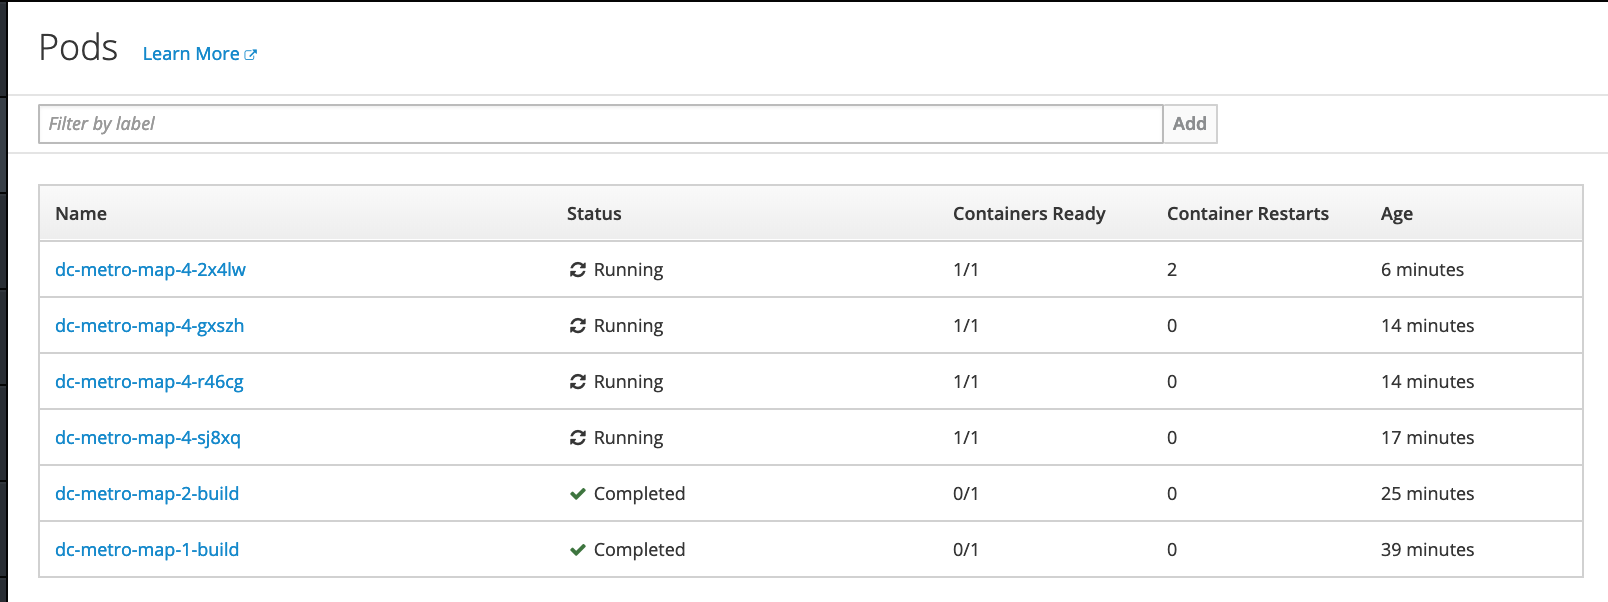 Pods Learn More
Filter by label Add
Name Status Containers Ready Container Restarts Age
dc-metro-map-4-2x4lw Running 1/1 2 6 minutes
dc-metro-map-4-gxszh Running 1/1 0 14 minutes
dc-metro-map-4-r46cg Running 1/1 0 14 minutes
dc-metro-map-4-sj8xq Running 1/1 0 17 minutes
dc-metro-map-2-build Completed 0/1 0 25 minutes
dc-metro-map-1-build Completed 0/1 0 39 minutes